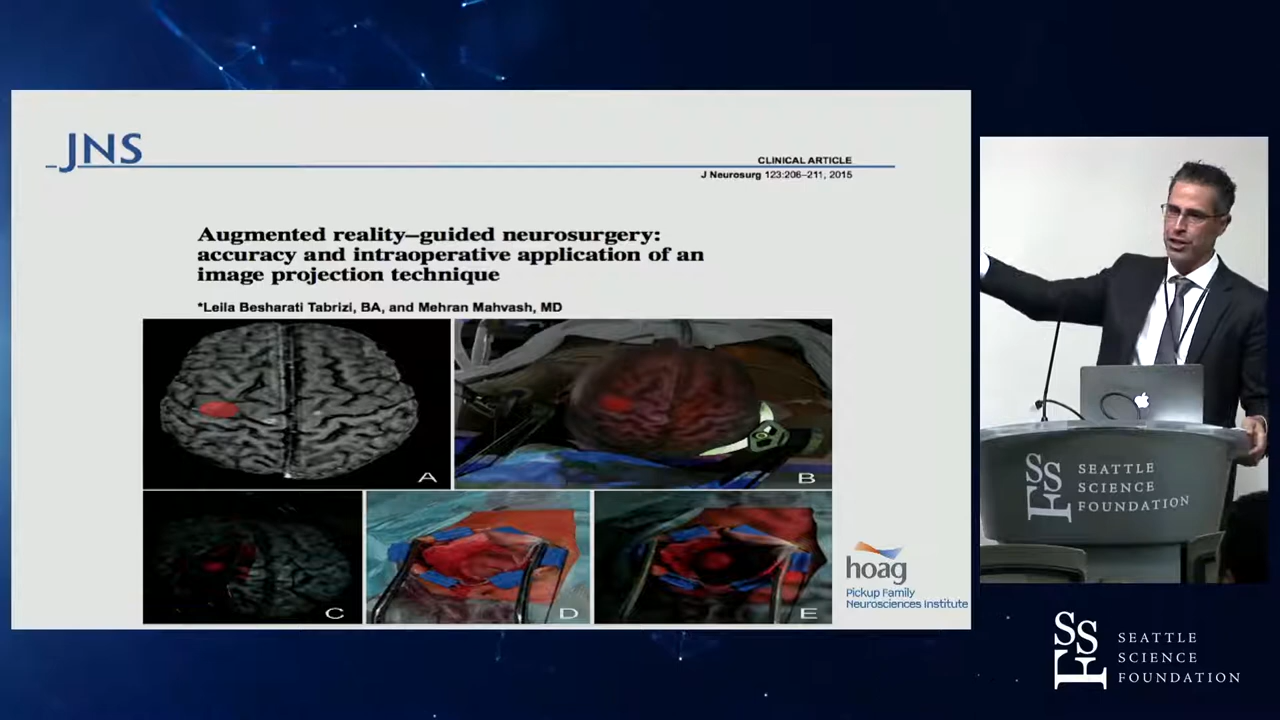 JNS
CLINICAL ARTICLE
J Neurosurg 123:206–211, 2015
Augmented reality–guided neurosurgery:
accuracy and intraoperative application of an
image projection technique
*Leila Besharati Tabrizi, BA, and Mehran Mahvash, MD
A
B
C
D
E
hoag
Pickup Family
Neurosciences Institute
SSF
SEATTLE
SCIENCE
FOUNDATION
SSF
SEATTLE
SCIENCE
FOUNDATION